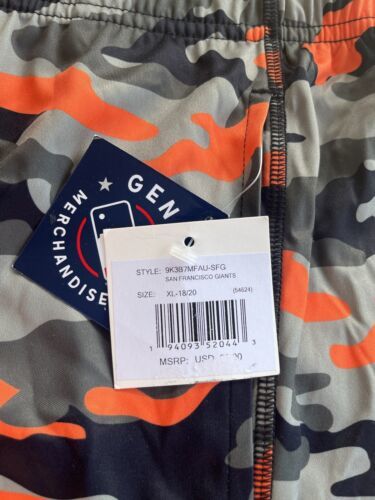 GEN
MERCHANDISE
STYLE: 9K3B7MFAU-SFG
SAN FRANCISCO GIANTS
SIZE: XL-18/20 (54624)
1 94093 52044 3
MSRP: USD